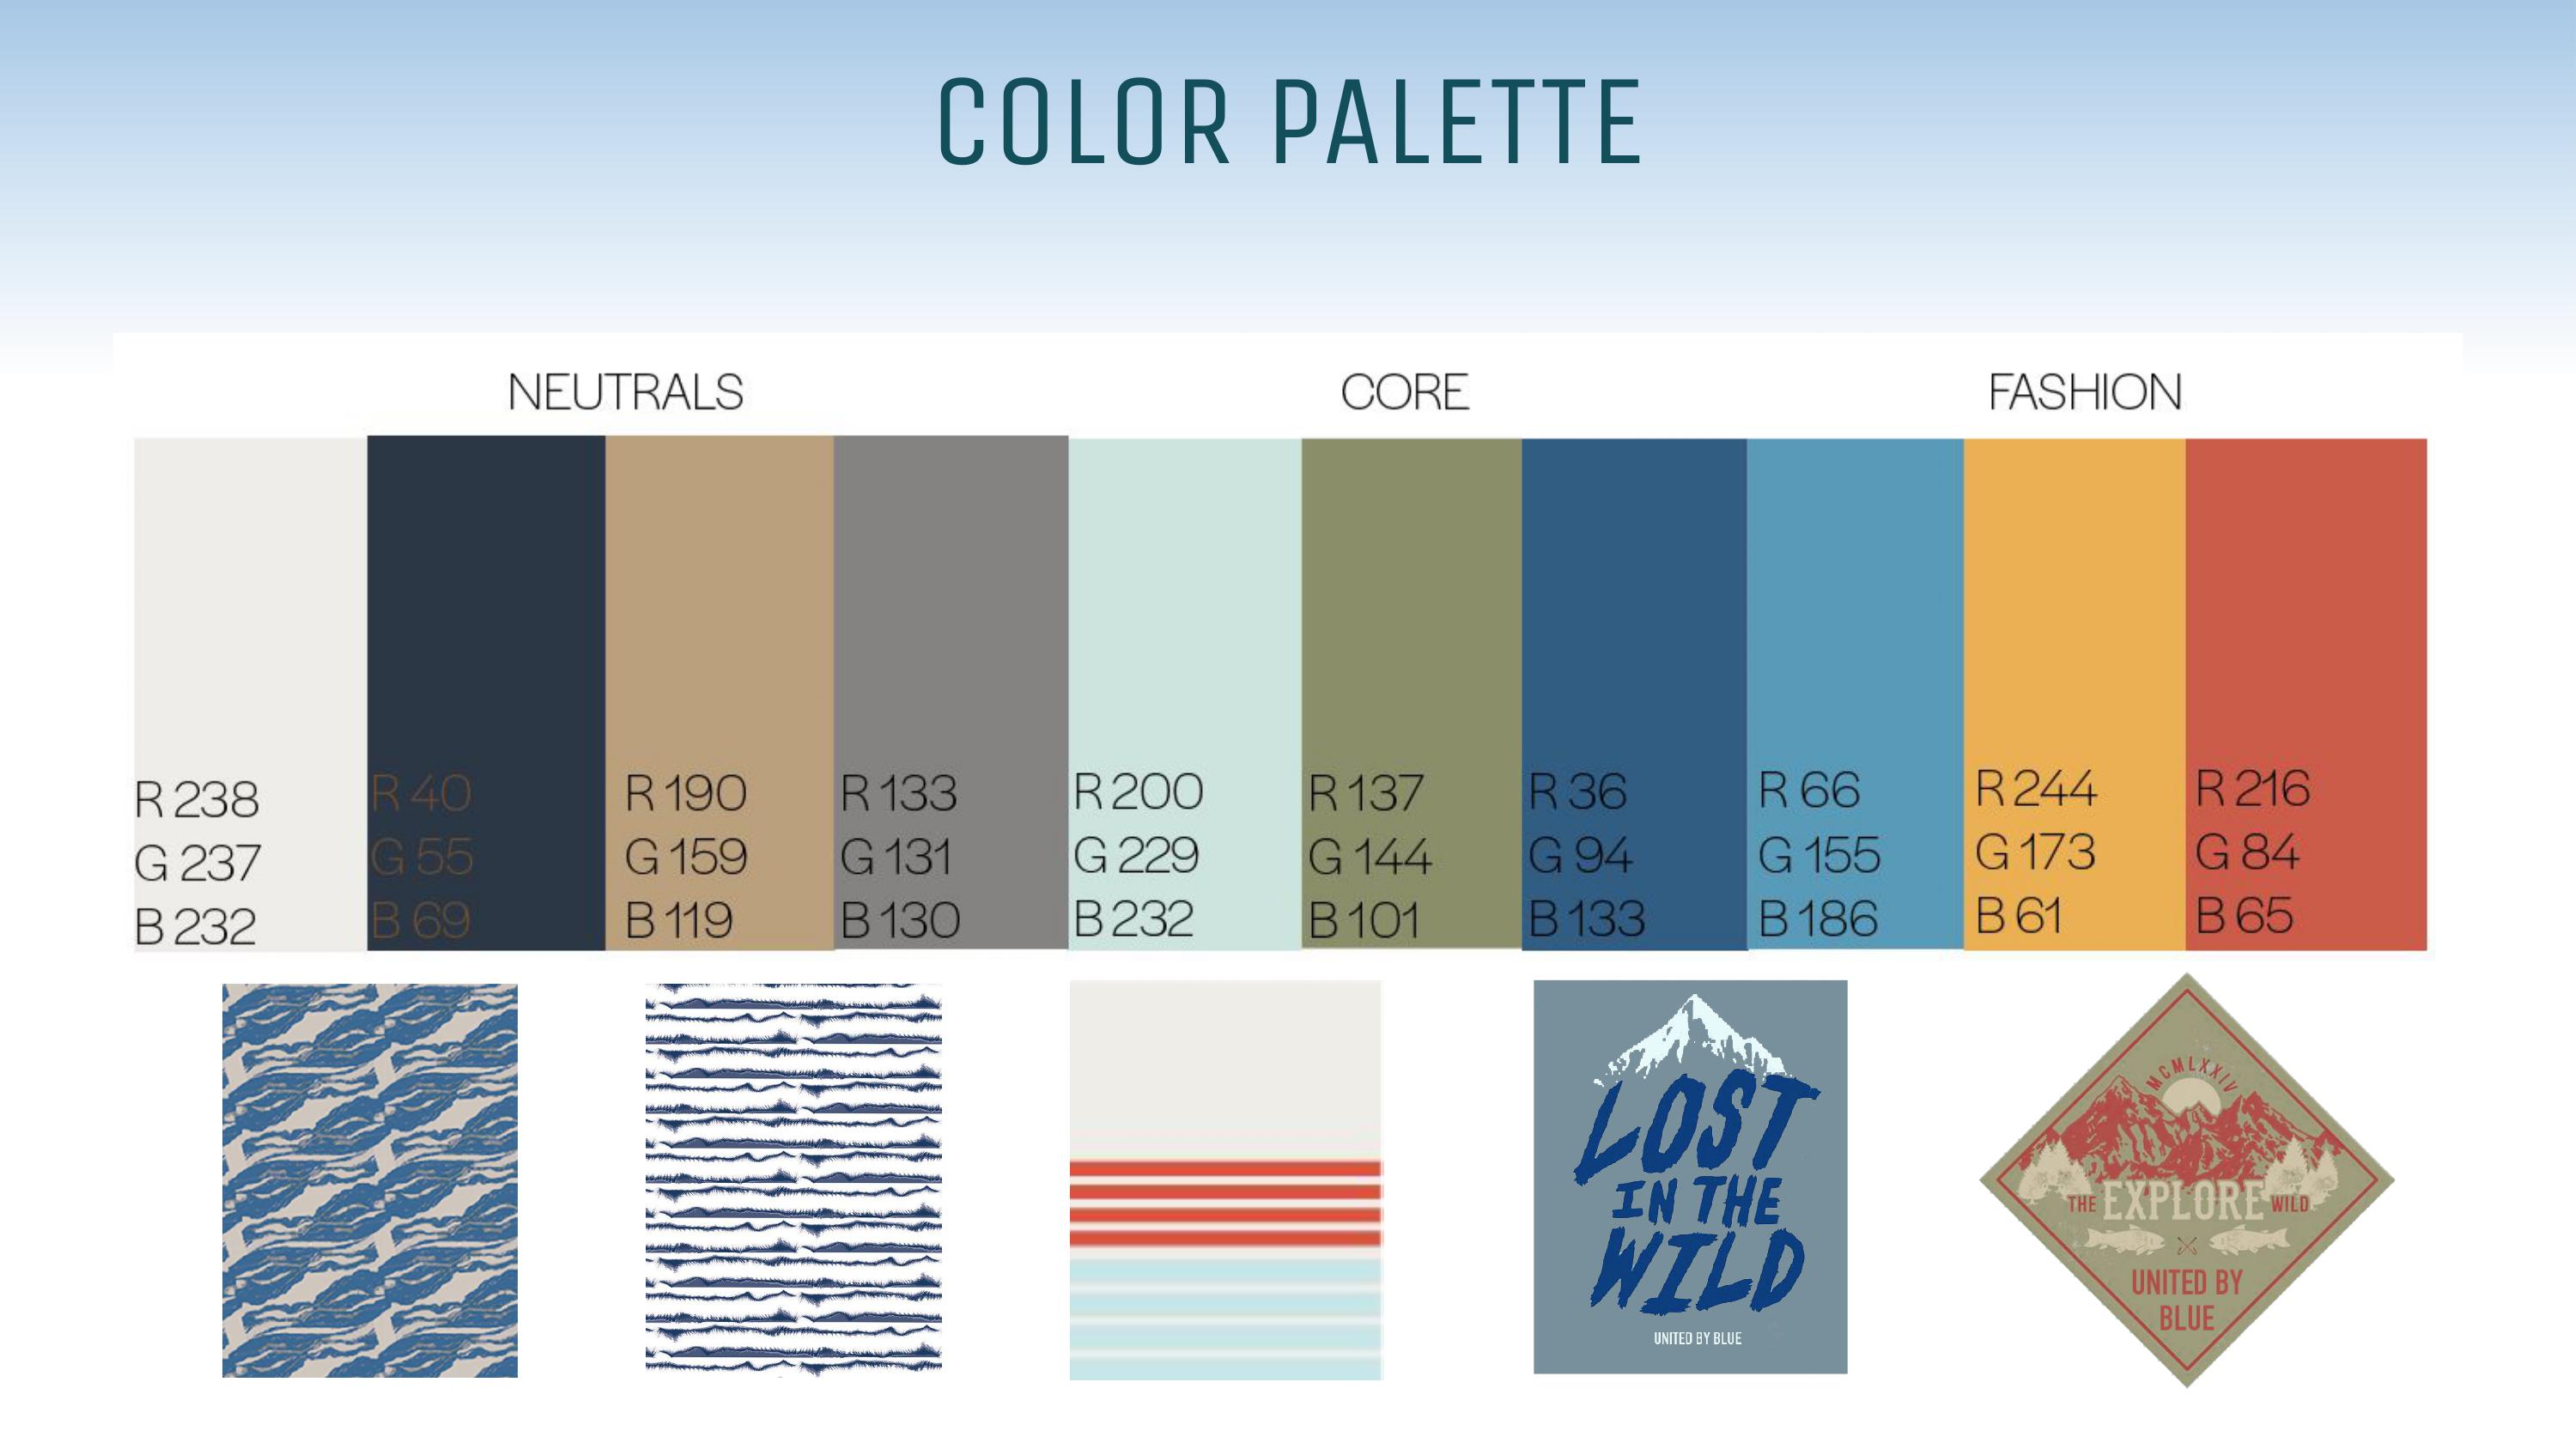 COLOR PALETTE
NEUTRALS
CORE
FASHION
R 238
G 237
B 232
R 40
G 55
B 69
R 190
G 159
B 119
R 133
G 131
B 130
R 200
G 229
B 232
R 137
G 144
B 101
R 36
G 94
B 133
R 66
G 155
B 186
R 244
G 173
B 61
R 216
G 84
B 65
LOST
IN THE
WILD
UNITED BY BLUE
MCMLXXIV
THE EXPLORE WILD
UNITED BY
BLUE